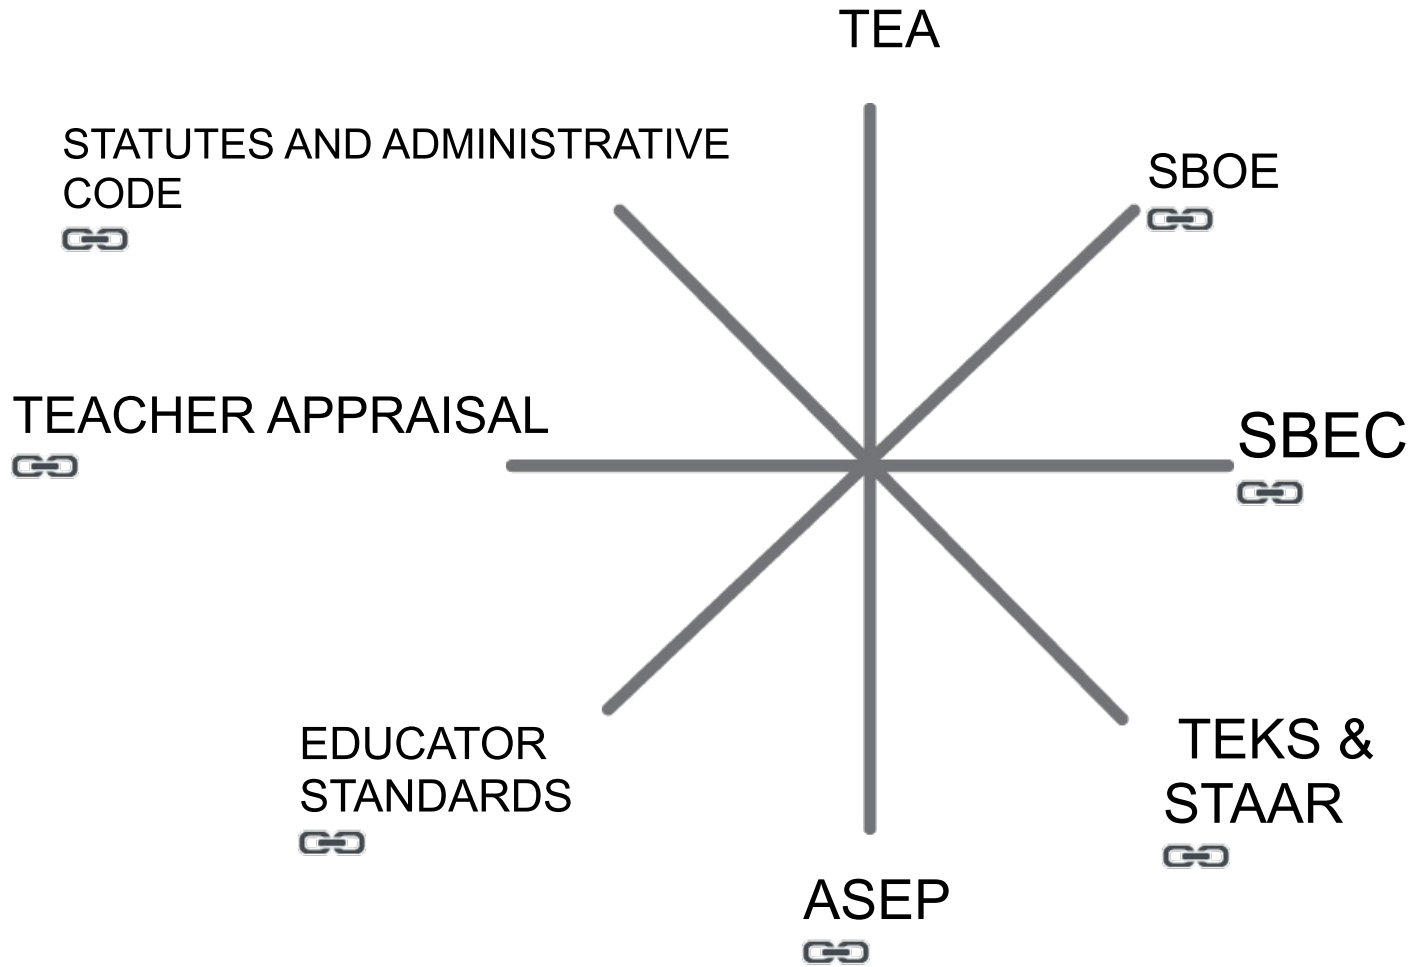 TEA
STATUTES AND ADMINISTRATIVE
CODE
SBOE
TEACHER APPRAISAL
SBEC
EDUCATOR
STANDARDS
TEKS &
STAAR
ASEP